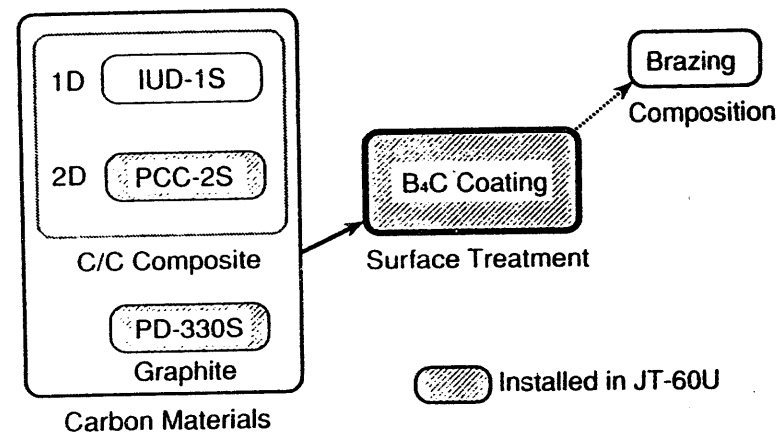 1D IUD-1S
2D PCC-2S
C/C Composite
PD-330S
Graphite
Carbon Materials
B₄C Coating
Surface Treatment
Brazing
Composition
Installed in JT-60U